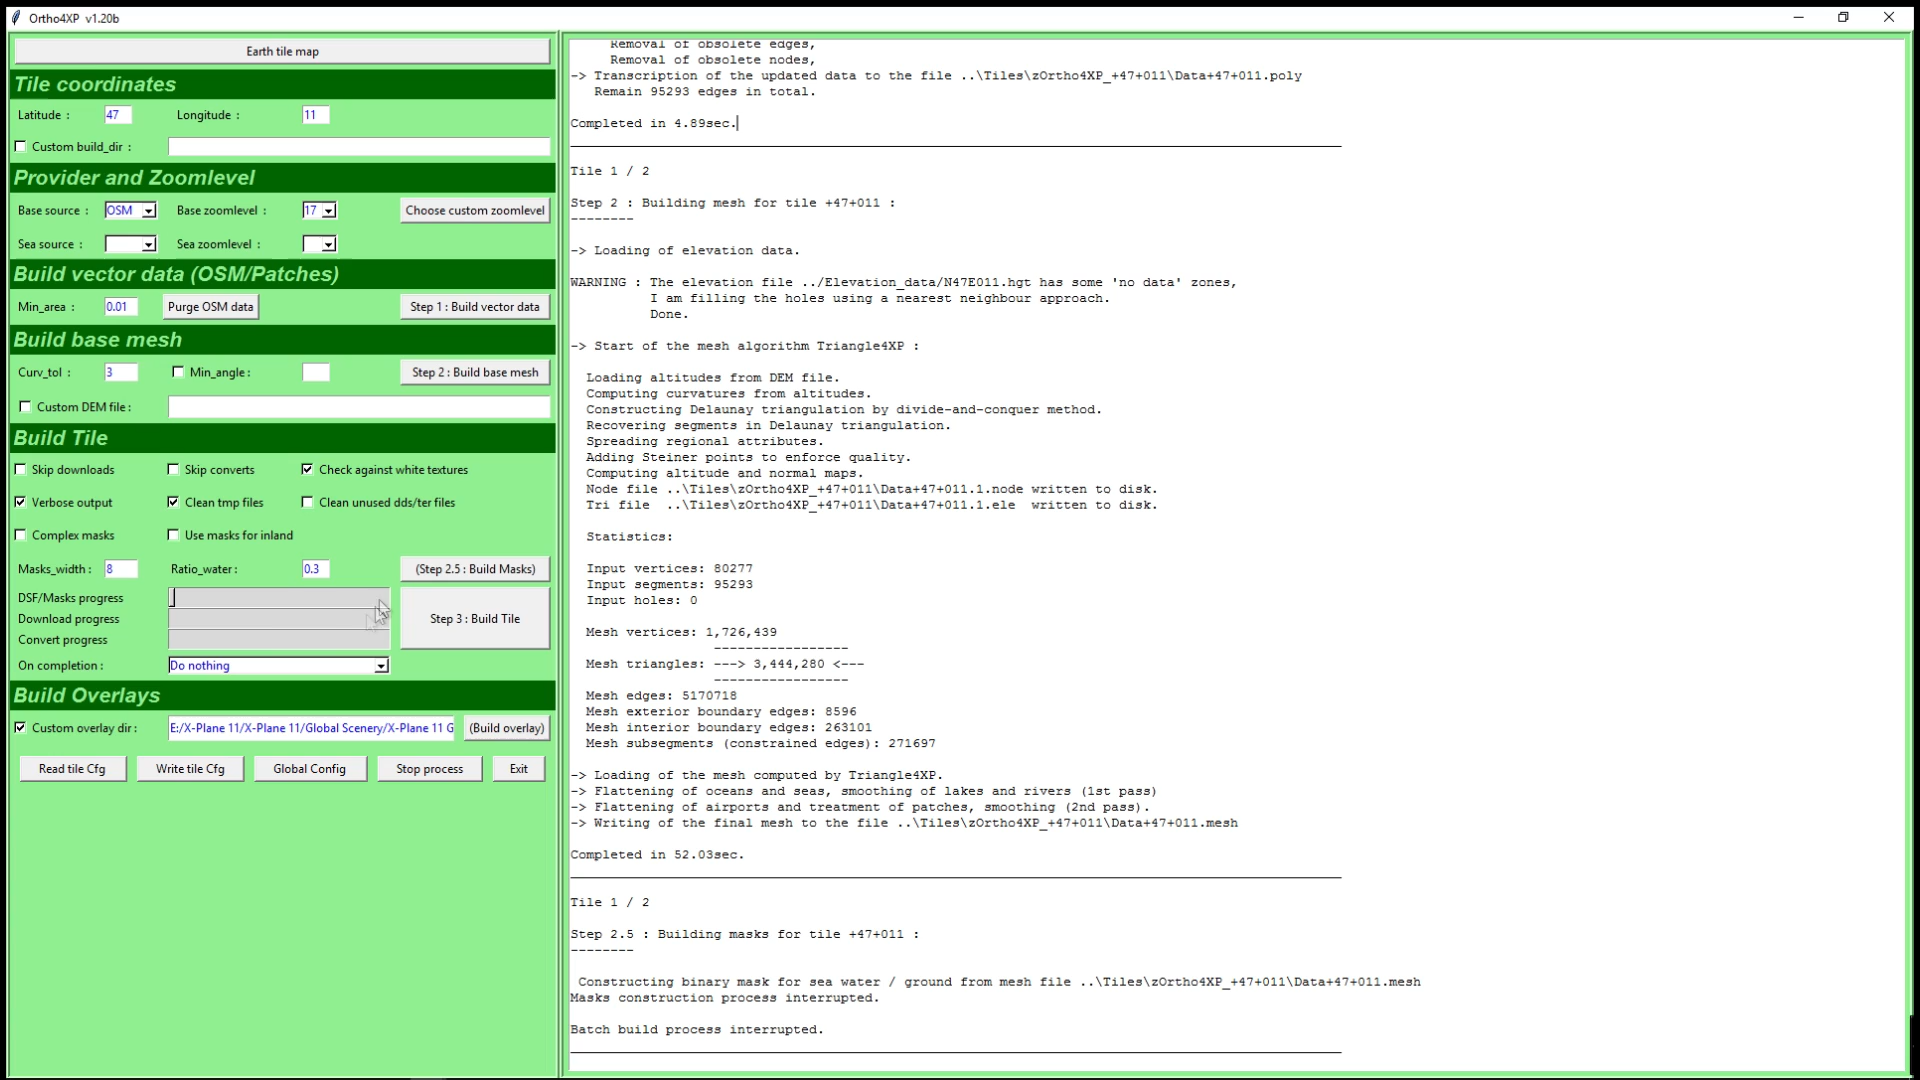 Ortho4XP v1.20b
Earth tile map
Tile coordinates
Latitude : 47 Longitude : 11
Custom build_dir :
Provider and Zoomlevel
Base source : OSM Base zoomlevel : 17 Choose custom zoomlevel
Sea source : Sea zoomlevel :
Build vector data (OSM/Patches)
Min_area : 0.01 Purge OSM data Step 1 : Build vector data
Build base mesh
Curv_tol : 3 Min_angle : Step 2 : Build base mesh
Custom DEM file :
Build Tile
Skip downloads Skip converts Check against white textures
Verbose output Clean tmp files Clean unused dds/ter files
Complex masks Use masks for inland
Masks_width : 8 Ratio_water : 0.3 (Step 2.5 : Build Masks)
DSF/Masks progress
Download progress Step 3 : Build Tile
Convert progress
On completion : Do nothing
Build Overlays
Custom overlay dir : E:/X-Plane 11/X-Plane 11/Global Scenery/X-Plane 11 G (Build overlay)
Read tile Cfg Write tile Cfg Global Config Stop process Exit
Removal of obsolete edges,
Removal of obsolete nodes,
-> Transcription of the updated data to the file ..\Tiles\zOrtho4XP_+47+011\Data+47+011.poly
Remain 95293 edges in total.
Completed in 4.89sec.
Tile 1 / 2
Step 2 : Building mesh for tile +47+011 :
--------
-> Loading of elevation data.
WARNING : The elevation file ../Elevation_data/N47E011.hgt has some 'no data' zones,
I am filling the holes using a nearest neighbour approach.
Done.
-> Start of the mesh algorithm Triangle4XP :
Loading altitudes from DEM file.
Computing curvatures from altitudes.
Constructing Delaunay triangulation by divide-and-conquer method.
Recovering segments in Delaunay triangulation.
Spreading regional attributes.
Adding Steiner points to enforce quality.
Computing altitude and normal maps.
Node file ..\Tiles\zOrtho4XP_+47+011\Data+47+011.1.node written to disk.
Tri file ..\Tiles\zOrtho4XP_+47+011\Data+47+011.1.ele written to disk.
Statistics:
Input vertices: 80277
Input segments: 95293
Input holes: 0
Mesh vertices: 1,726,439
-----------------
Mesh triangles: ---> 3,444,280 <---
-----------------
Mesh edges: 5170718
Mesh exterior boundary edges: 8596
Mesh interior boundary edges: 263101
Mesh subsegments (constrained edges): 271697
-> Loading of the mesh computed by Triangle4XP.
-> Flattening of oceans and seas, smoothing of lakes and rivers (1st pass)
-> Flattening of airports and treatment of patches, smoothing (2nd pass).
-> Writing of the final mesh to the file ..\Tiles\zOrtho4XP_+47+011\Data+47+011.mesh
Completed in 52.03sec.
Tile 1 / 2
Step 2.5 : Building masks for tile +47+011 :
--------
Constructing binary mask for sea water / ground from mesh file ..\Tiles\zOrtho4XP_+47+011\Data+47+011.mesh
Masks construction process interrupted.
Batch build process interrupted.